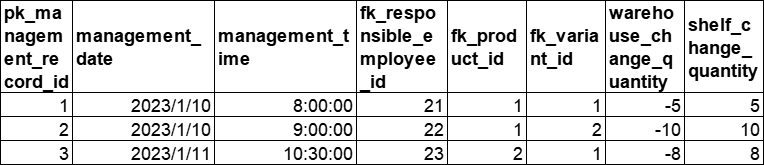 pk_ma
nagem
ent_re
cord_id
management_
date
management_t
ime
fk_respo
nsible_e
mployee
_id
fk_prod
uct_id
fk_varia
nt_id
wareho
use_ch
ange_q
uantity
shelf_c
hange_
quantity
1 2023/1/10 8:00:00 21 1 1 -5 5
2 2023/1/10 9:00:00 22 1 2 -10 10
3 2023/1/11 10:30:00 23 2 1 -8 8